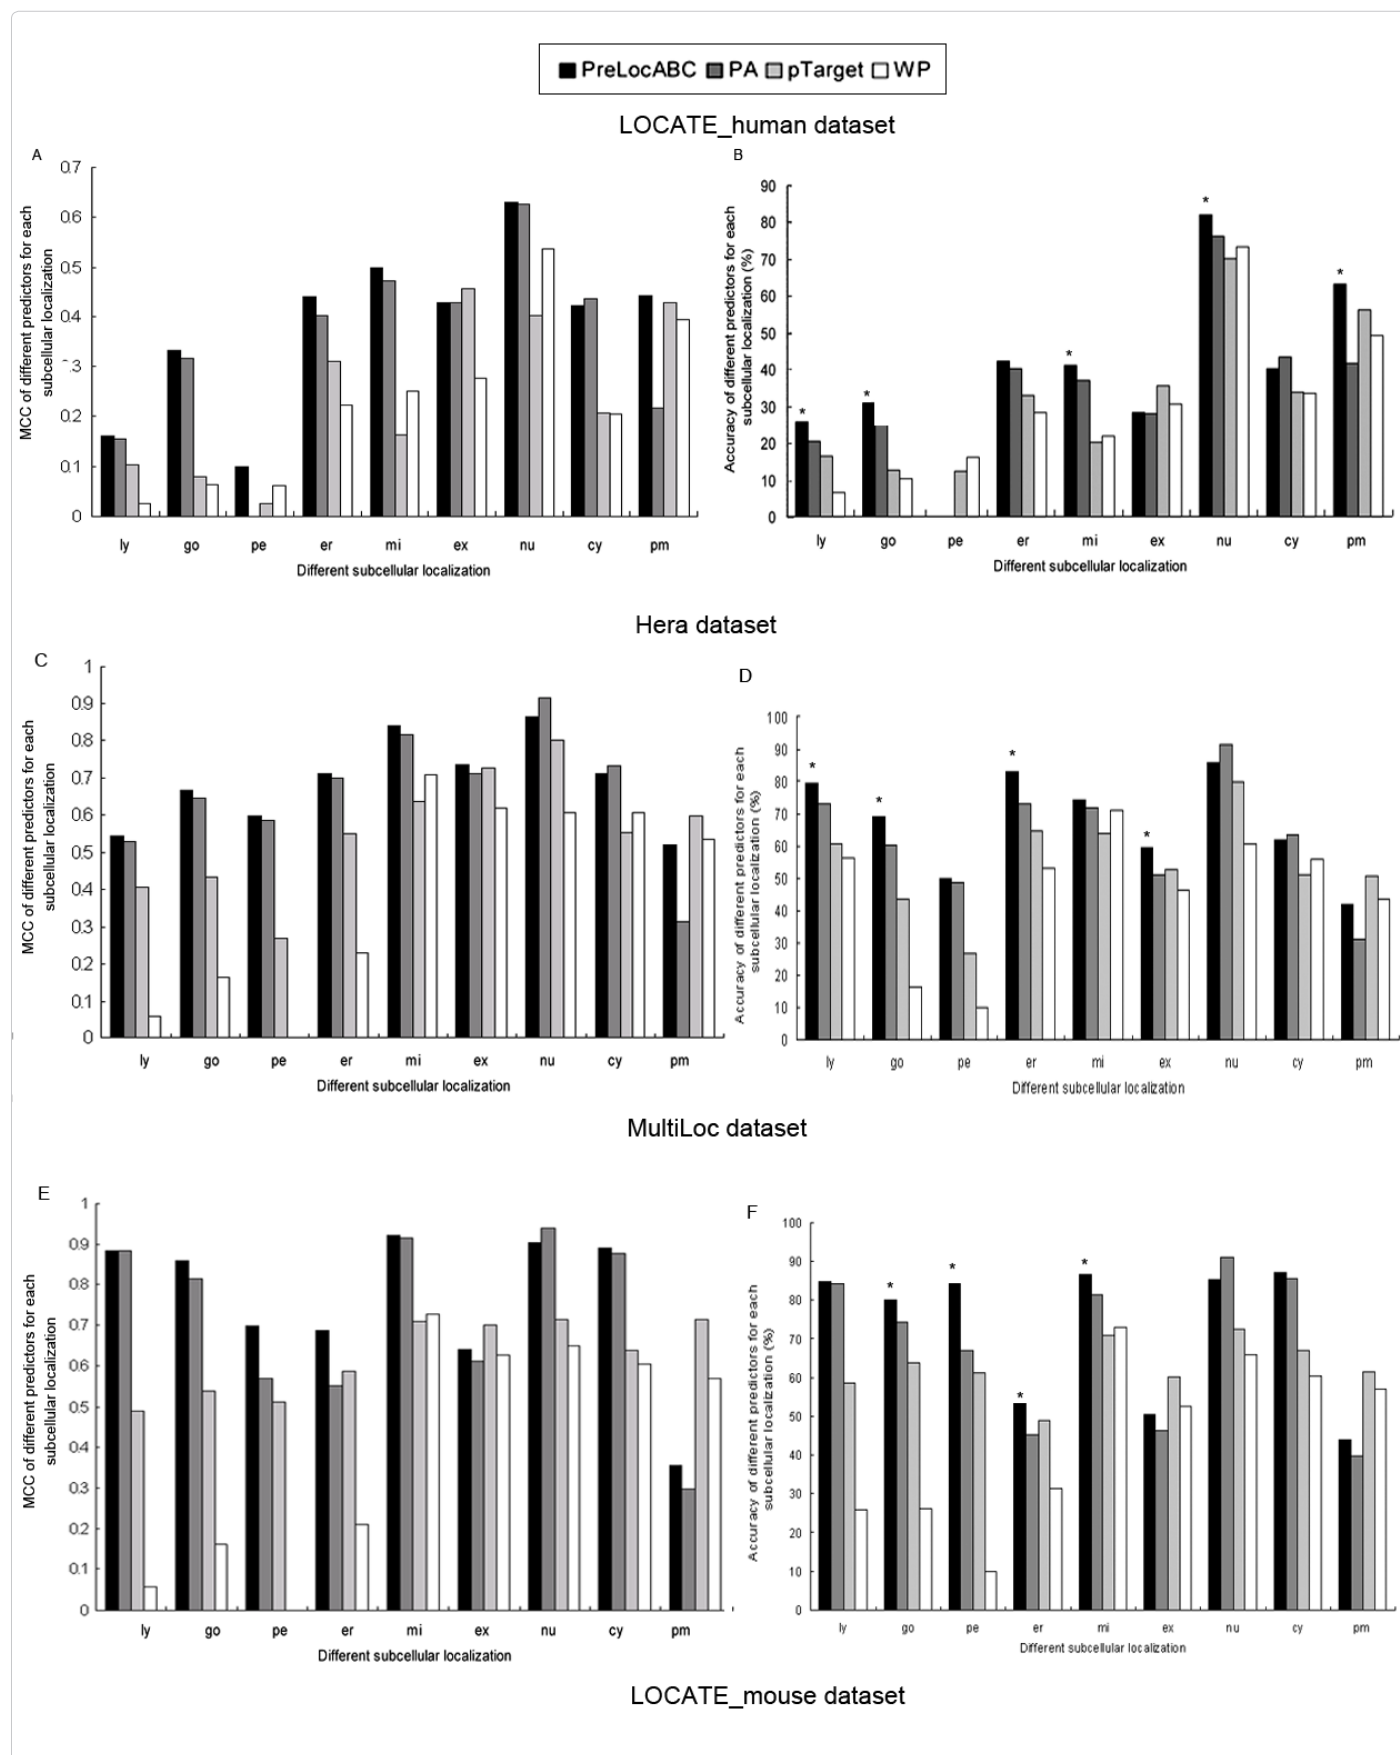 PreLocABC PA pTarget WP
LOCATE_human dataset
A
MCC of different predictors for each
subcellular localization
0.7
0.6
0.5
0.4
0.2
0.1
0
ly go pe er mi ex nu cy pm
Different subcellular localization
B
Accuracy of different predictors for each
subcellular localization (%)
90
80
70
60
50
40
30
20
10
0
* * * * *
ly go pe er mi ex nu cy pm
Different subcellular localization
Hera dataset
C
MCC of different predictors for each
subcellular localization
1
0.9
0.8
0.7
0.6
0.5
0.4
0.3
0.2
0.1
0
ly go pe er mi ex nu cy pm
Different subcellular localization
D
Accuracy of different predictors for each
subcellular localization (%)
100
90
80
70
60
50
40
30
20
10
0
* * * *
ly go pe er mi ex nu cy pm
Different subcellular localization
MultiLoc dataset
E
MCC of different predictors for each
subcellular localization
1
0.9
0.8
0.7
0.6
0.5
0.4
0.3
0.2
0.1
0
ly go pe er mi ex nu cy pm
Different subcellular localization
F
Accuracy of different predictors for each
subcellular localization (%)
100
90
80
70
60
50
40
30
20
10
0
* * * *
ly go pe er mi ex nu cy pm
Different subcellular localization
LOCATE_mouse dataset